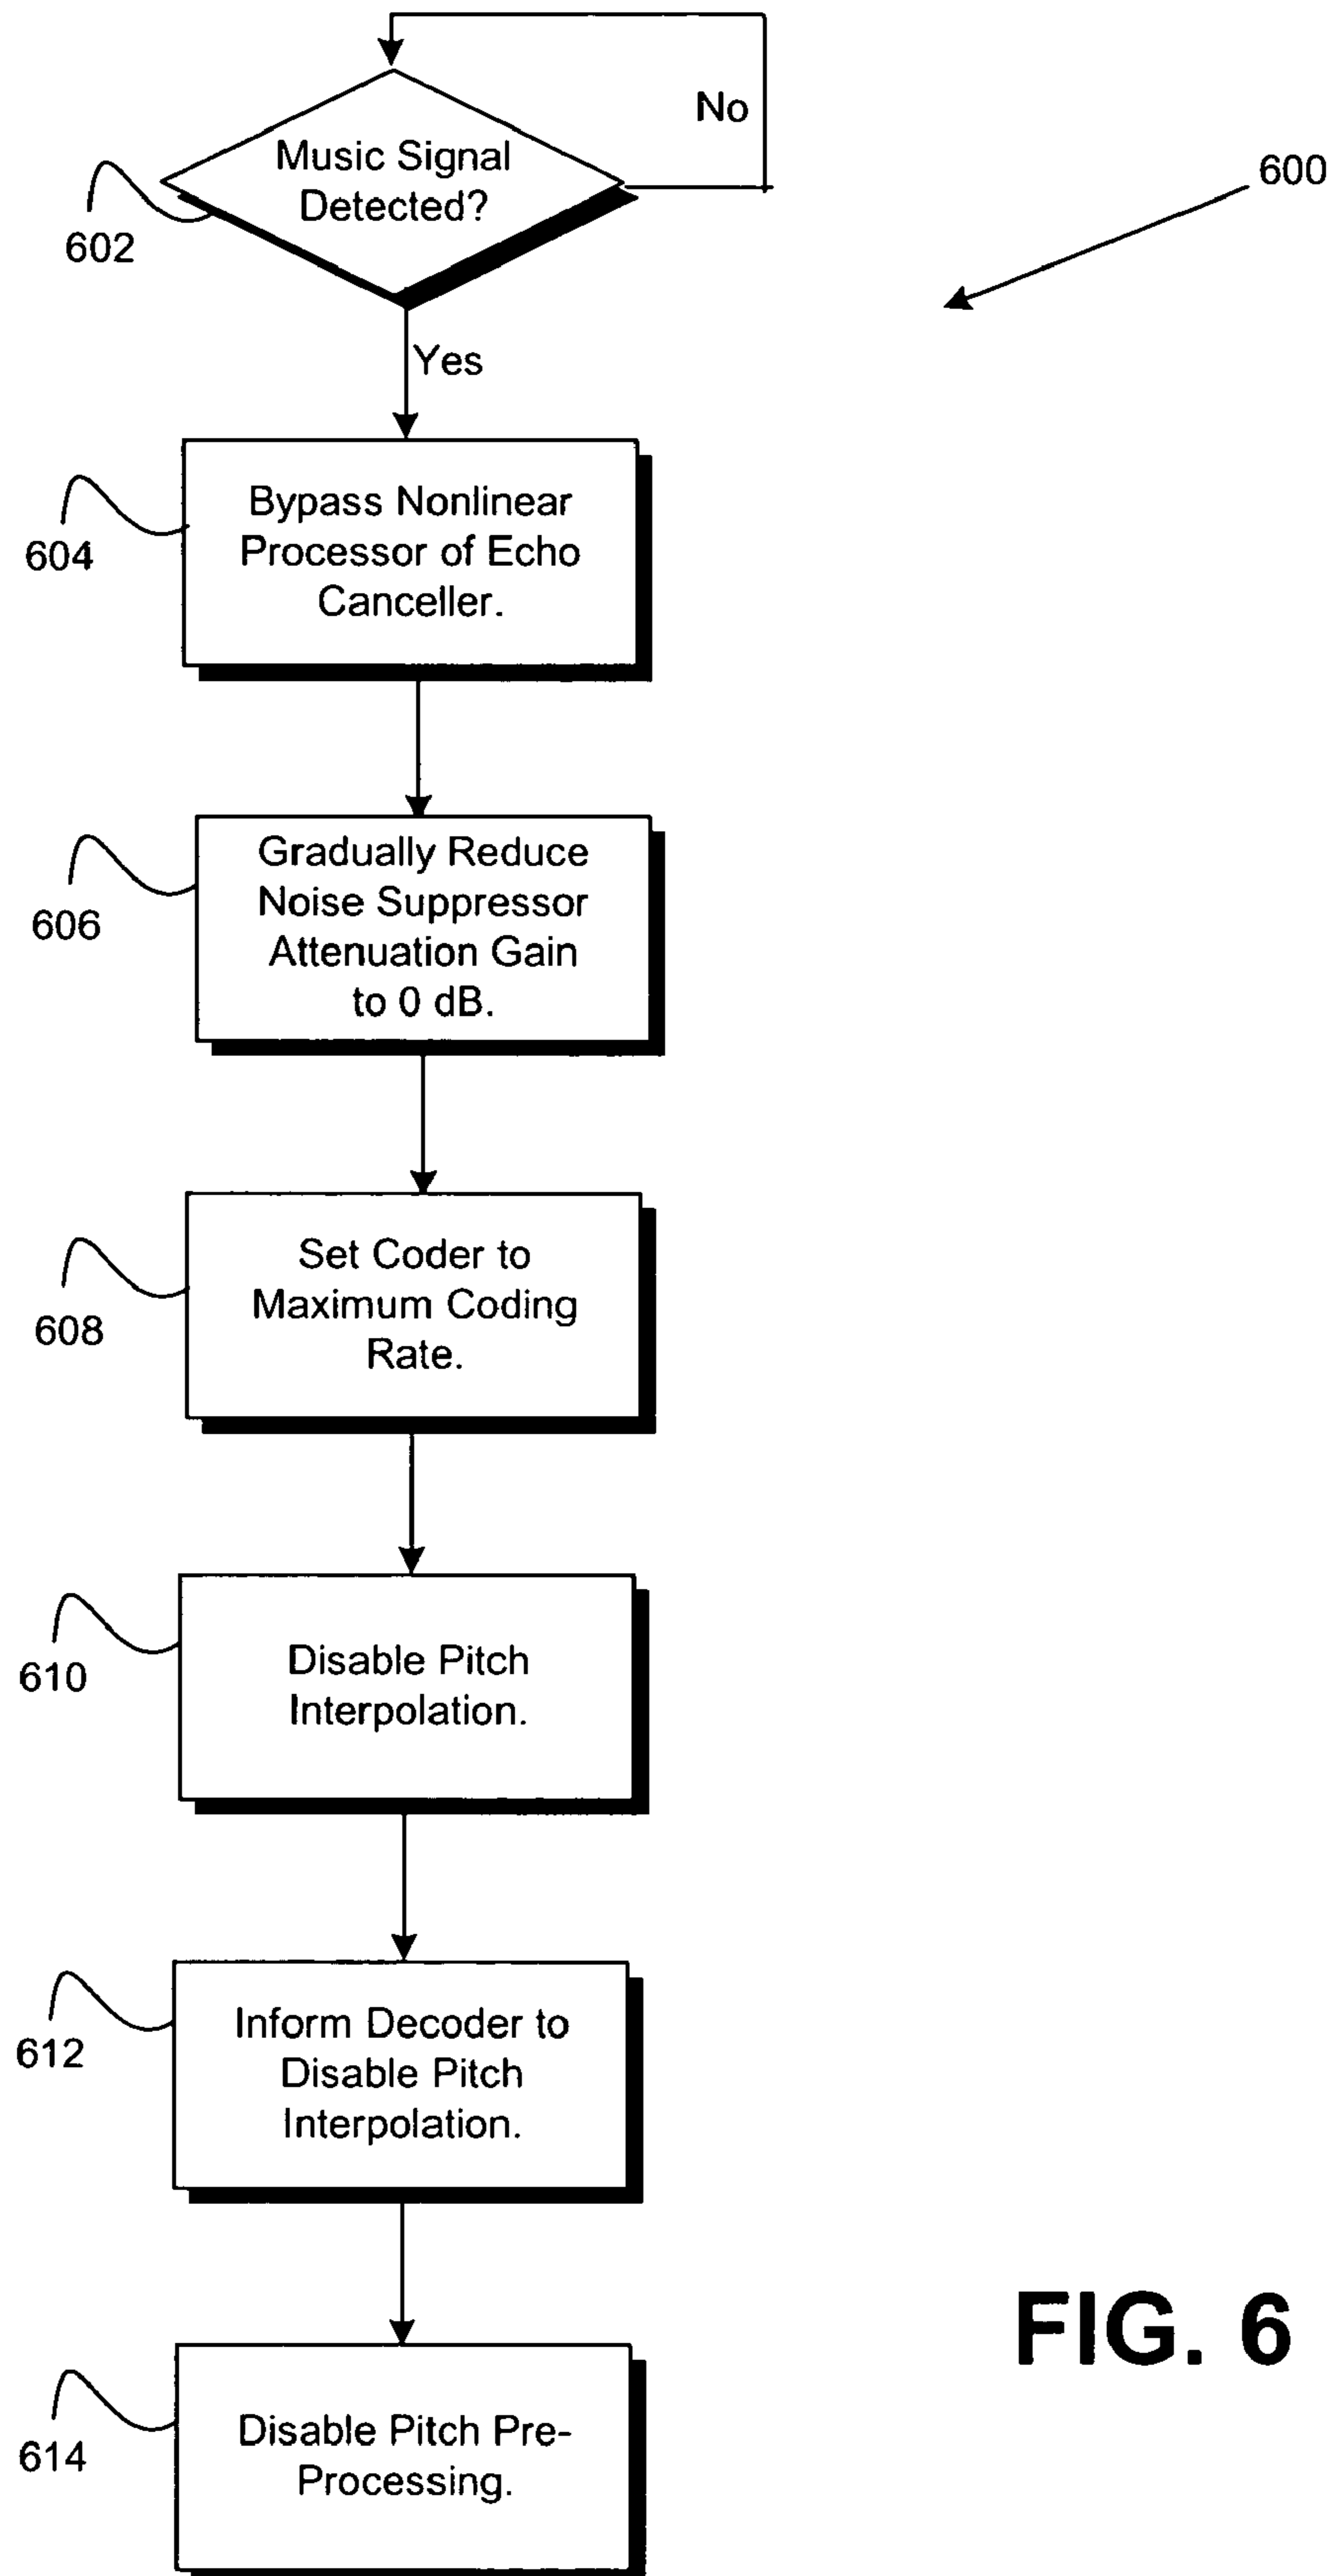 No
Music Signal
Detected?
600
602
Yes
Bypass Nonlinear
Processor of Echo
Canceller.
604
Gradually Reduce
Noise Suppressor
Attenuation Gain
to 0 dB.
606
Set Coder to
Maximum Coding
Rate.
608
Disable Pitch
Interpolation.
610
Inform Decoder to
Disable Pitch
Interpolation.
612
FIG. 6
Disable Pitch Pre-
Processing.
614